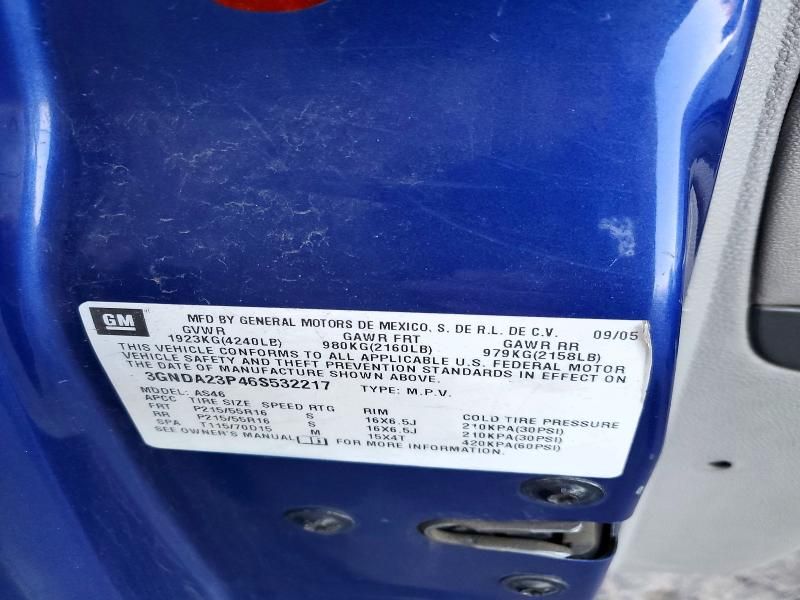 GM MFD BY GENERAL MOTORS DE MEXICO, S. DE R.L. DE C.V. 09/05
GVWR GAWR FRT GAWR RR
1923KG(4240LB) 980KG(2160LB) 979KG(2158LB)
THIS VEHICLE CONFORMS TO ALL APPLICABLE U.S. FEDERAL MOTOR
VEHICLE SAFETY AND THEFT PREVENTION STANDARDS IN EFFECT ON
THE DATE OF MANUFACTURE SHOWN ABOVE.
3GNDA23P46S532217 TYPE: M.P.V.
MODEL: AS46
APCC TIRE SIZE SPEED RTG RIM COLD TIRE PRESSURE
FRT P215/55R16 S 16X6.5J 210KPA(30PSI)
RR P215/55R16 S 16X6.5J 210KPA(30PSI)
SPA T115/70D15 M 15X4T 420KPA(60PSI)
SEE OWNER'S MANUAL FOR MORE INFORMATION.